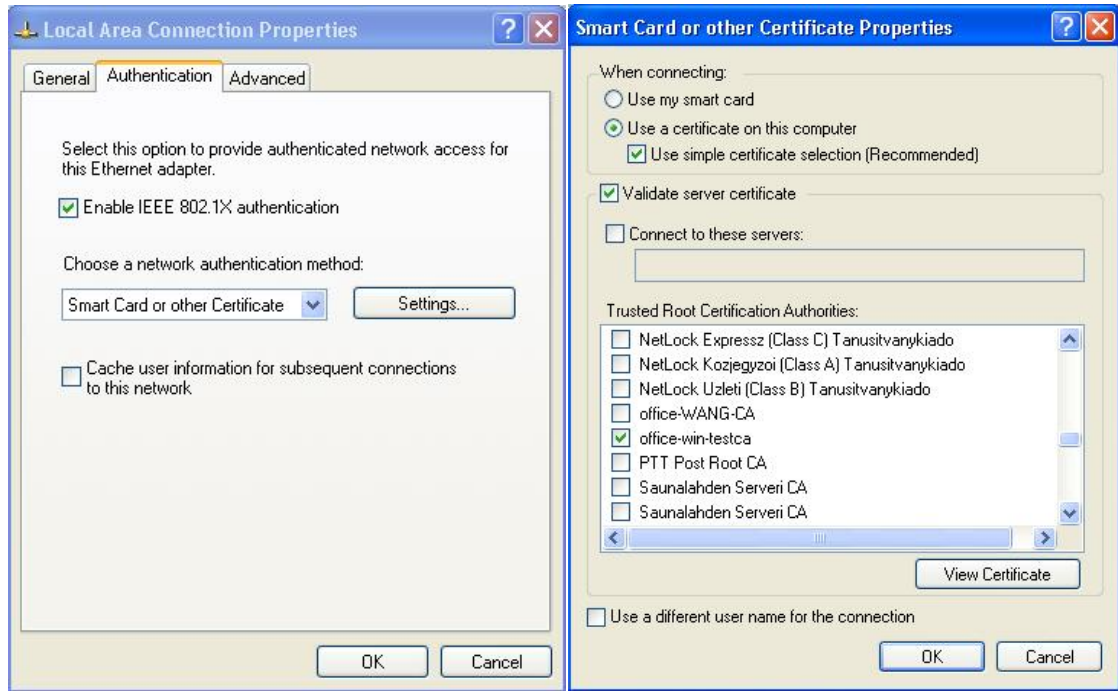 Local Area Connection Properties
General Authentication Advanced
Select this option to provide authenticated network access for
this Ethernet adapter.
Enable IEEE 802.1X authentication
Choose a network authentication method:
Smart Card or other Certificate
Settings...
Cache user information for subsequent connections
to this network
OK Cancel
Smart Card or other Certificate Properties
When connecting:
Use my smart card
Use a certificate on this computer
Use simple certificate selection (Recommended)
Validate server certificate
Connect to these servers:
Trusted Root Certification Authorities:
NetLock Expressz (Class C) Tanusitvanykiado
NetLock Kozjegyzoi (Class A) Tanusitvanykiado
NetLock Uzleti (Class B) Tanusitvanykiado
office-WANG-CA
office-win-testca
PTT Post Root CA
Saunalahden Serveri CA
Saunalahden Serveri CA
View Certificate
Use a different user name for the connection
OK Cancel